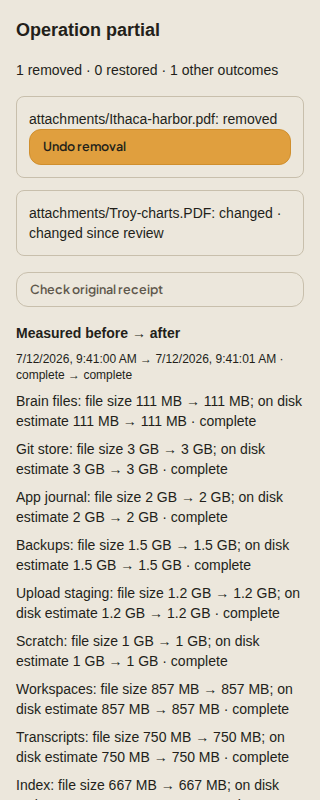 Operation partial
1 removed · 0 restored · 1 other outcomes
attachments/Ithaca-harbor.pdf: removed
Undo removal
attachments/Troy-charts.PDF: changed ·
changed since review
Check original receipt
Measured before → after
7/12/2026, 9:41:00 AM → 7/12/2026, 9:41:01 AM ·
complete → complete
Brain files: file size 111 MB → 111 MB; on disk
estimate 111 MB → 111 MB · complete
Git store: file size 3 GB → 3 GB; on disk
estimate 3 GB → 3 GB · complete
App journal: file size 2 GB → 2 GB; on disk
estimate 2 GB → 2 GB · complete
Backups: file size 1.5 GB → 1.5 GB; on disk
estimate 1.5 GB → 1.5 GB · complete
Upload staging: file size 1.2 GB → 1.2 GB; on
disk estimate 1.2 GB → 1.2 GB · complete
Scratch: file size 1 GB → 1 GB; on disk
estimate 1 GB → 1 GB · complete
Workspaces: file size 857 MB → 857 MB; on
disk estimate 857 MB → 857 MB · complete
Transcripts: file size 750 MB → 750 MB; on
disk estimate 750 MB → 750 MB · complete
Index: file size 667 MB → 667 MB; on disk